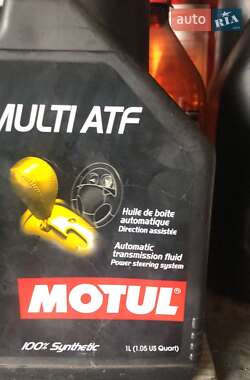 auto
RIA
.com
MULTI ATF
Huile de boîte
automatique
Direction assistée
Automatic
transmission fluid
Power steering system
MOTUL
100% Synthetic
1L (1.05 US Quart)